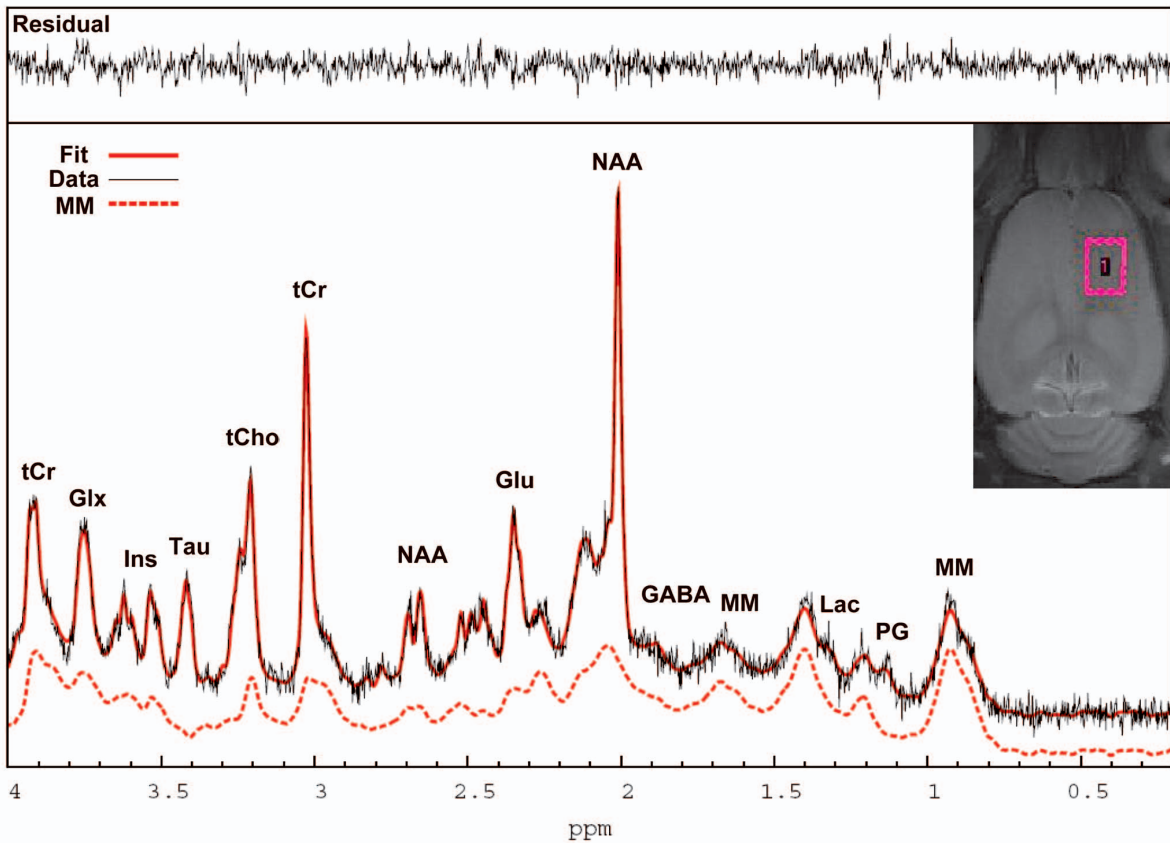 Residual
Fit
Data
MM
NAA
1
tCr
tCho
tCr
Glx
Ins
Tau
NAA
Glu
GABA
MM
Lac
PG
MM
4
3.5
3
2.5
2
1.5
1
0.5
ppm